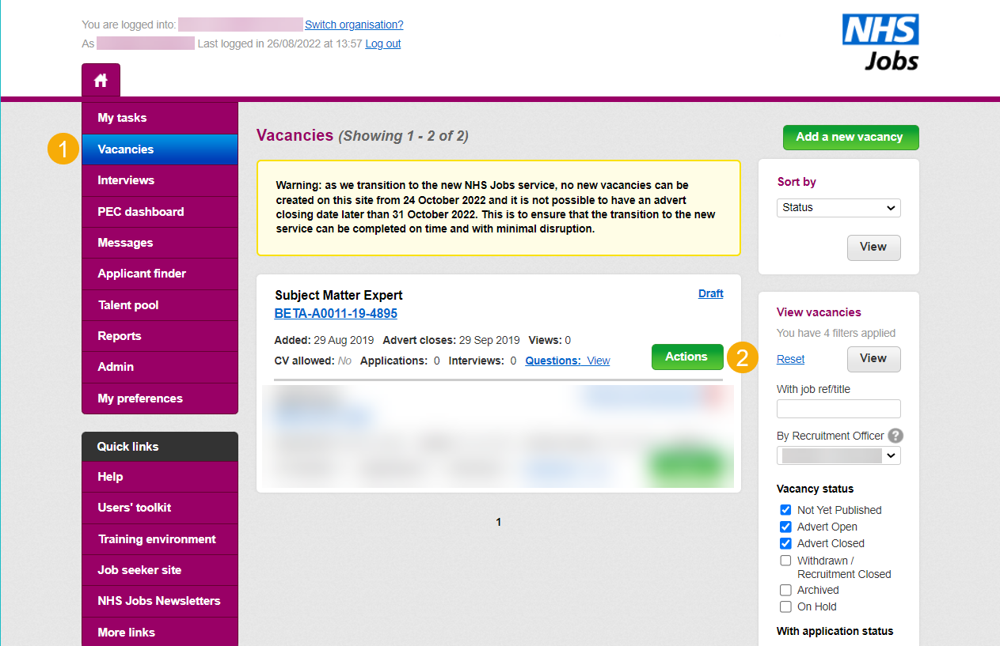 You are logged into: Switch organisation?
As Last logged in 26/08/2022 at 13:57 Log out
NHS
Jobs
My tasks
1
Vacancies
Interviews
PEC dashboard
Messages
Applicant finder
Talent pool
Reports
Admin
My preferences
Quick links
Help
Users' toolkit
Training environment
Job seeker site
NHS Jobs Newsletters
More links
Vacancies (Showing 1 - 2 of 2)
Warning: as we transition to the new NHS Jobs service, no new vacancies can be
created on this site from 24 October 2022 and it is not possible to have an advert
closing date later than 31 October 2022. This is to ensure that the transition to the new
service can be completed on time and with minimal disruption.
Subject Matter Expert Draft
BETA-A0011-19-4895
Added: 29 Aug 2019 Advert closes: 29 Sep 2019 Views: 0
CV allowed: No Applications: 0 Interviews: 0 Questions: View
Actions
2
1
Add a new vacancy
Sort by
Status
View
View vacancies
You have 4 filters applied
Reset View
With job ref/title
By Recruitment Officer ?
Vacancy status
Not Yet Published
Advert Open
Advert Closed
Withdrawn /
Recruitment Closed
Archived
On Hold
With application status